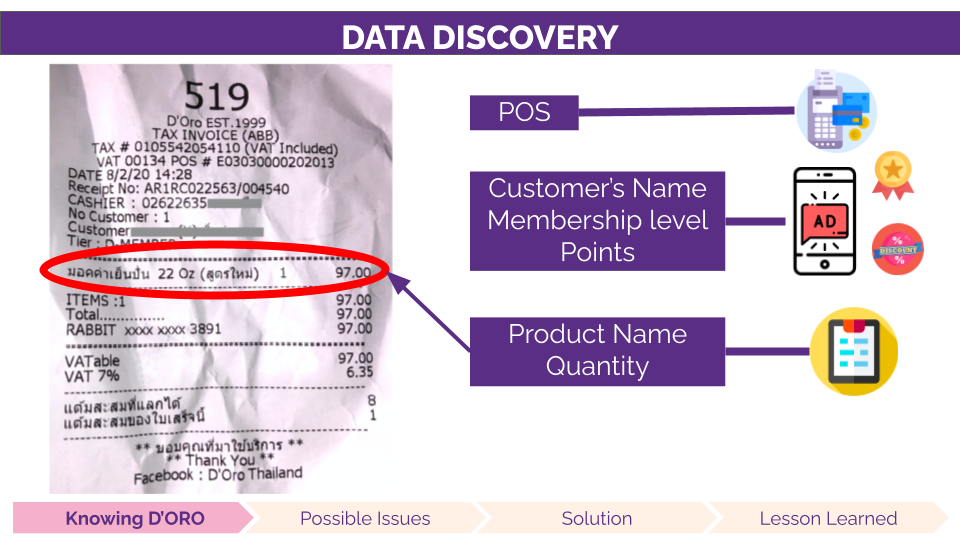 DATA DISCOVERY
519
D'Oro EST.1999
TAX INVOICE (ABB)
TAX # 0105542054110 (VAT Included)
VAT 00134 POS # E03030000202013
DATE 8/2/20 14:28
Receipt No: AR1RC022563/004540
CASHIER : 02622635
No Customer : 1
Customer
Tier : D-MEMBER
มอคค่าเย็นปั่น 22 Oz (สูตรใหม่) 1 97.00
ITEMS :1 97.00
Total............... 97.00
RABBIT xxxx xxxx 3891 97.00
VATable 97.00
VAT 7% 6.35
แต้มสะสมที่แลกได้ 8
แต้มสะสมของใบเสร็จนี้ 1
** ขอบคุณที่มาใช้บริการ **
** Thank You **
Facebook : D'Oro Thailand
POS
Customer's Name
Membership level
Points
AD
%
DISCOUNT
%
Product Name
Quantity
Knowing D'ORO
Possible Issues
Solution
Lesson Learned